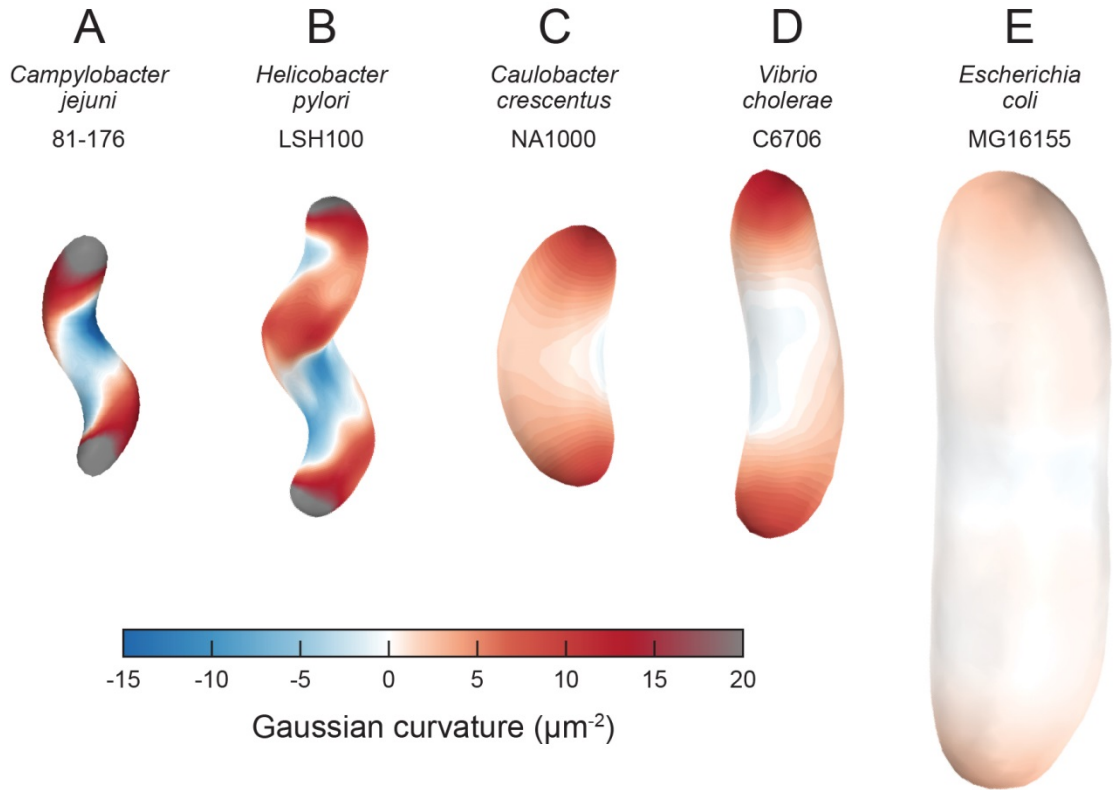 A
B
C
D
E
Campylobacter
jejuni
Helicobacter
pylori
Caulobacter
crescentus
Vibrio
cholerae
Escherichia
coli
81-176
LSH100
NA1000
C6706
MG16155
-15
-10
-5
0
5
10
15
20
Gaussian curvature (µm⁻²)